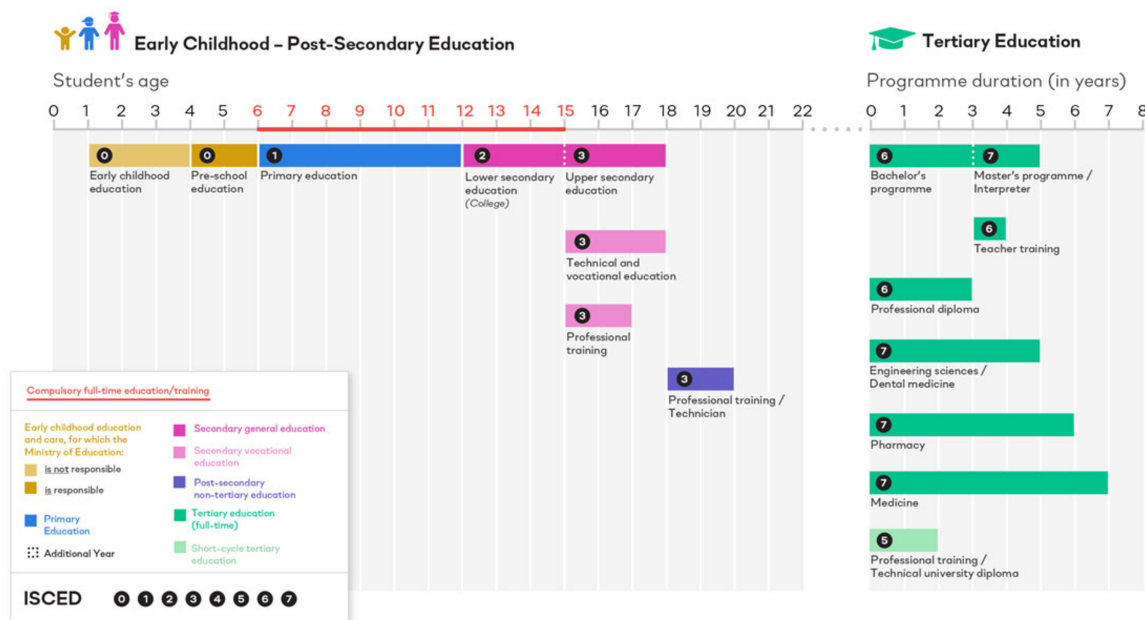 Early Childhood – Post-Secondary Education
Student's age
0 1 2 3 4 5 6 7 8 9 10 11 12 13 14 15 16 17 18 19 20 21 22
0
Early childhood
education
0
Pre-school
education
1
Primary education
2
Lower secondary
education
(College)
3
Upper secondary
education
3
Technical and
vocational education
3
Professional
training
3
Professional training /
Technician
Tertiary Education
Programme duration (in years)
0 1 2 3 4 5 6 7 8
6
Bachelor's
programme
7
Master's programme /
Interpreter
6
Teacher training
6
Professional diploma
7
Engineering sciences /
Dental medicine
7
Pharmacy
7
Medicine
5
Professional training /
Technical university diploma
Compulsory full-time education/training
Early childhood education
and care, for which the
Ministry of Education:
is not responsible
is responsible
Primary
Education
Additional Year
Secondary general education
Secondary vocational
education
Post-secondary
non-tertiary education
Tertiary education
(full-time)
Short-cycle tertiary
education
ISCED 0 1 2 3 4 5 6 7